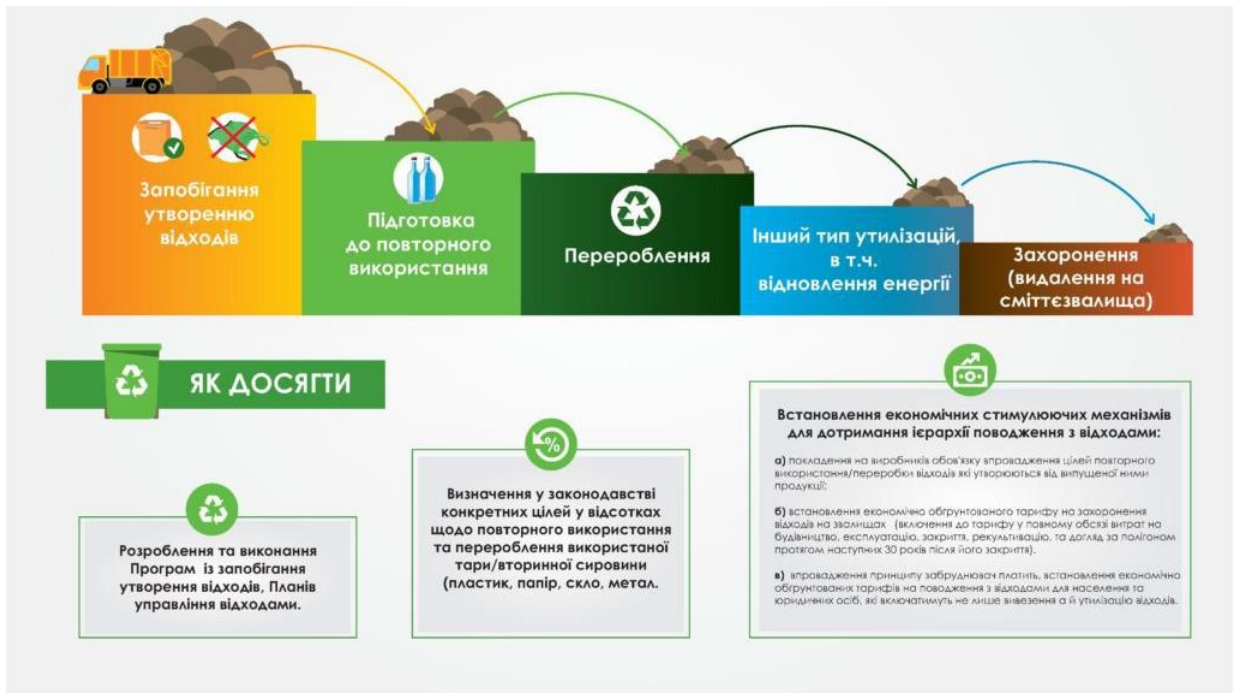 Запобігання
утворенню
відходів
Підготовка
до повторного
використання
Перероблення
Інший тип утилізацій,
в т.ч.
відновлення енергії
Захоронення
(видалення на
сміттєзвалища)
ЯК ДОСЯГТИ
Розроблення та виконання
Програм із запобігання
утворення відходів, Планів
управління відходами.
%
Визначення у законодавстві
конкретних цілей у відсотках
щодо повторного використання
та перероблення використаної
тари/вторинної сировини
(пластик, папір, скло, метал.
Встановлення економічних стимулюючих механізмів
для дотримання ієрархії поводження з відходами:
а) покладення на виробників обов'язку впровадження цілей повторного
використання/переробки відходів які утворюються від випущеної ними
продукції;
б) встановлення економічно обгрунтованого тарифу на захоронення
відходів на звалищах (включення до тарифу у повному обсязі витрат на
будівництво, експлуатацію, закриття, рекультивацію, та догляд за полігоном
протягом наступних 30 років після його закриття).
в) впровадження принципу забруднювач платить, встановлення економічно
обгрунтованих тарифів на поводження з відходами для населення та
юридичних осіб, які включатимуть не лише вивезення а й утилізацію відходів.